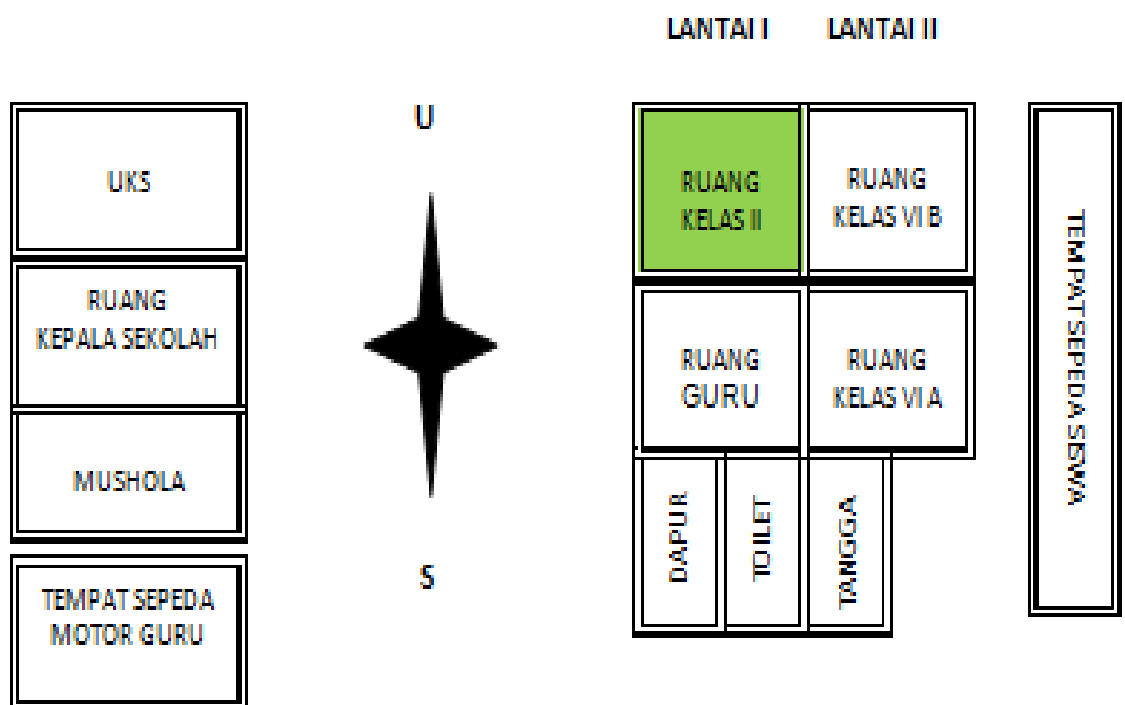 LANTAI I
LANTAI II
UKS
U
RUANG
KELAS II
RUANG
KELAS VI B
TEMPAT SEPEDA SISWA
RUANG
KEPALA SEKOLAH
RUANG
GURU
RUANG
KELAS VI A
MUSHOLA
DAPUR
TOILET
TANGGA
S
TEMPAT SEPEDA
MOTOR GURU